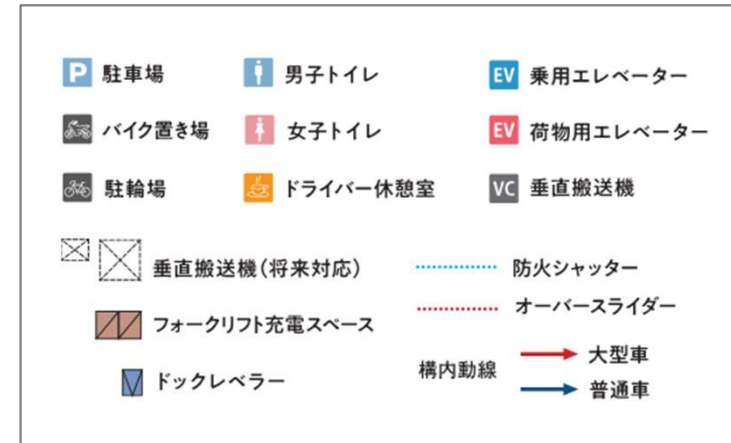 P 駐車場
男子トイレ
EV 乗用エレベーター
バイク置き場
女子トイレ
EV 荷物用エレベーター
駐輪場
ドライバー休憩室
VC 垂直搬送機
垂直搬送機(将来対応)
防火シャッター
フォークリフト充電スペース
オーバースライダー
ドックレベラー
構内動線
大型車
普通車